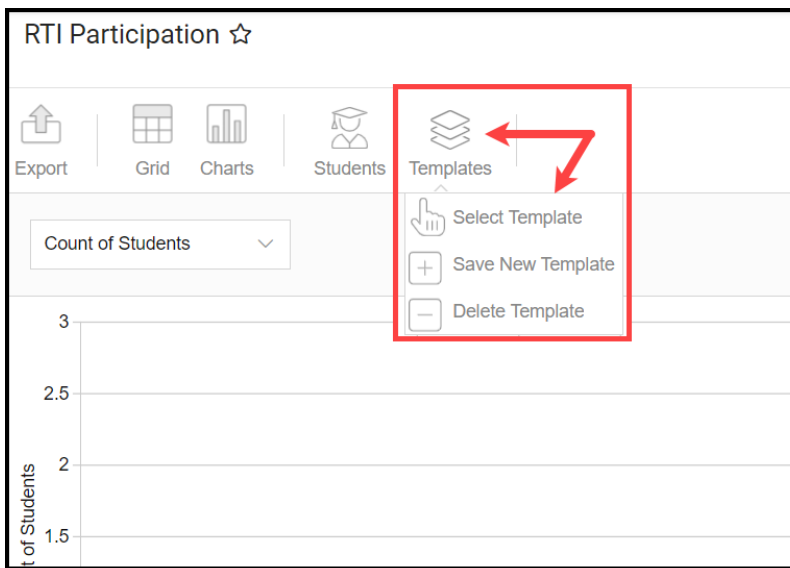 RTI Participation
Export Grid Charts Students Templates
Select Template
Save New Template
Delete Template
Count of Students
3
2.5
2
1.5
of Students